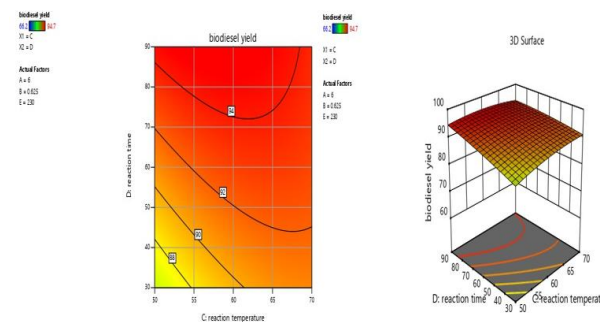 biodiesel yield
66.2 94.7
X1 = C
X2 = D
Actual Factors
A = 6
B = 0.625
E = 230
biodiesel yield
D: reaction time
90
80
70
60
50
40
30
94
92
90
88
50 55 60 65 70
C: reaction temperature
biodiesel yield
66.2 94.7
X1 = C
X2 = D
Actual Factors
A = 6
B = 0.625
E = 230
3D Surface
biodiesel yield
100
90
80
70
60
90 80 70 60 50 40 30
D: reaction time
50 55 60 65 70
C: reaction temperat